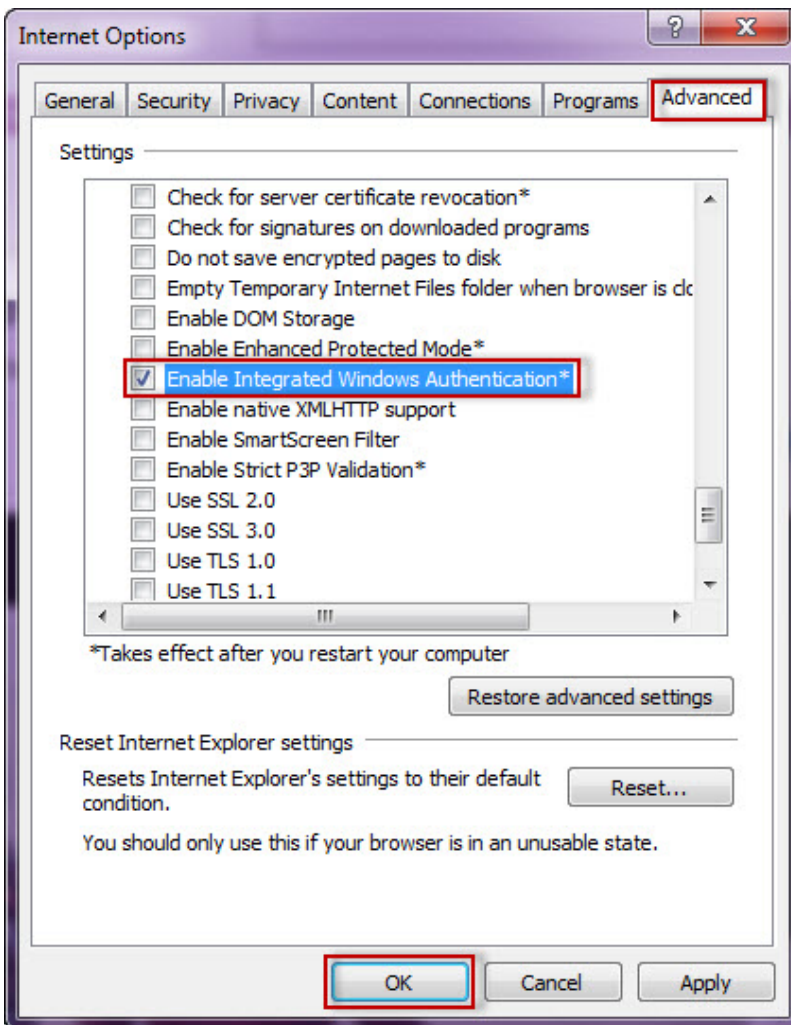 Internet Options
General Security Privacy Content Connections Programs Advanced
Settings
Check for server certificate revocation*
Check for signatures on downloaded programs
Do not save encrypted pages to disk
Empty Temporary Internet Files folder when browser is clc
Enable DOM Storage
Enable Enhanced Protected Mode*
Enable Integrated Windows Authentication*
Enable native XMLHTTP support
Enable SmartScreen Filter
Enable Strict P3P Validation*
Use SSL 2.0
Use SSL 3.0
Use TLS 1.0
Use TLS 1.1
*Takes effect after you restart your computer
Restore advanced settings
Reset Internet Explorer settings
Resets Internet Explorer's settings to their default
condition.
Reset...
You should only use this if your browser is in an unusable state.
OK Cancel Apply